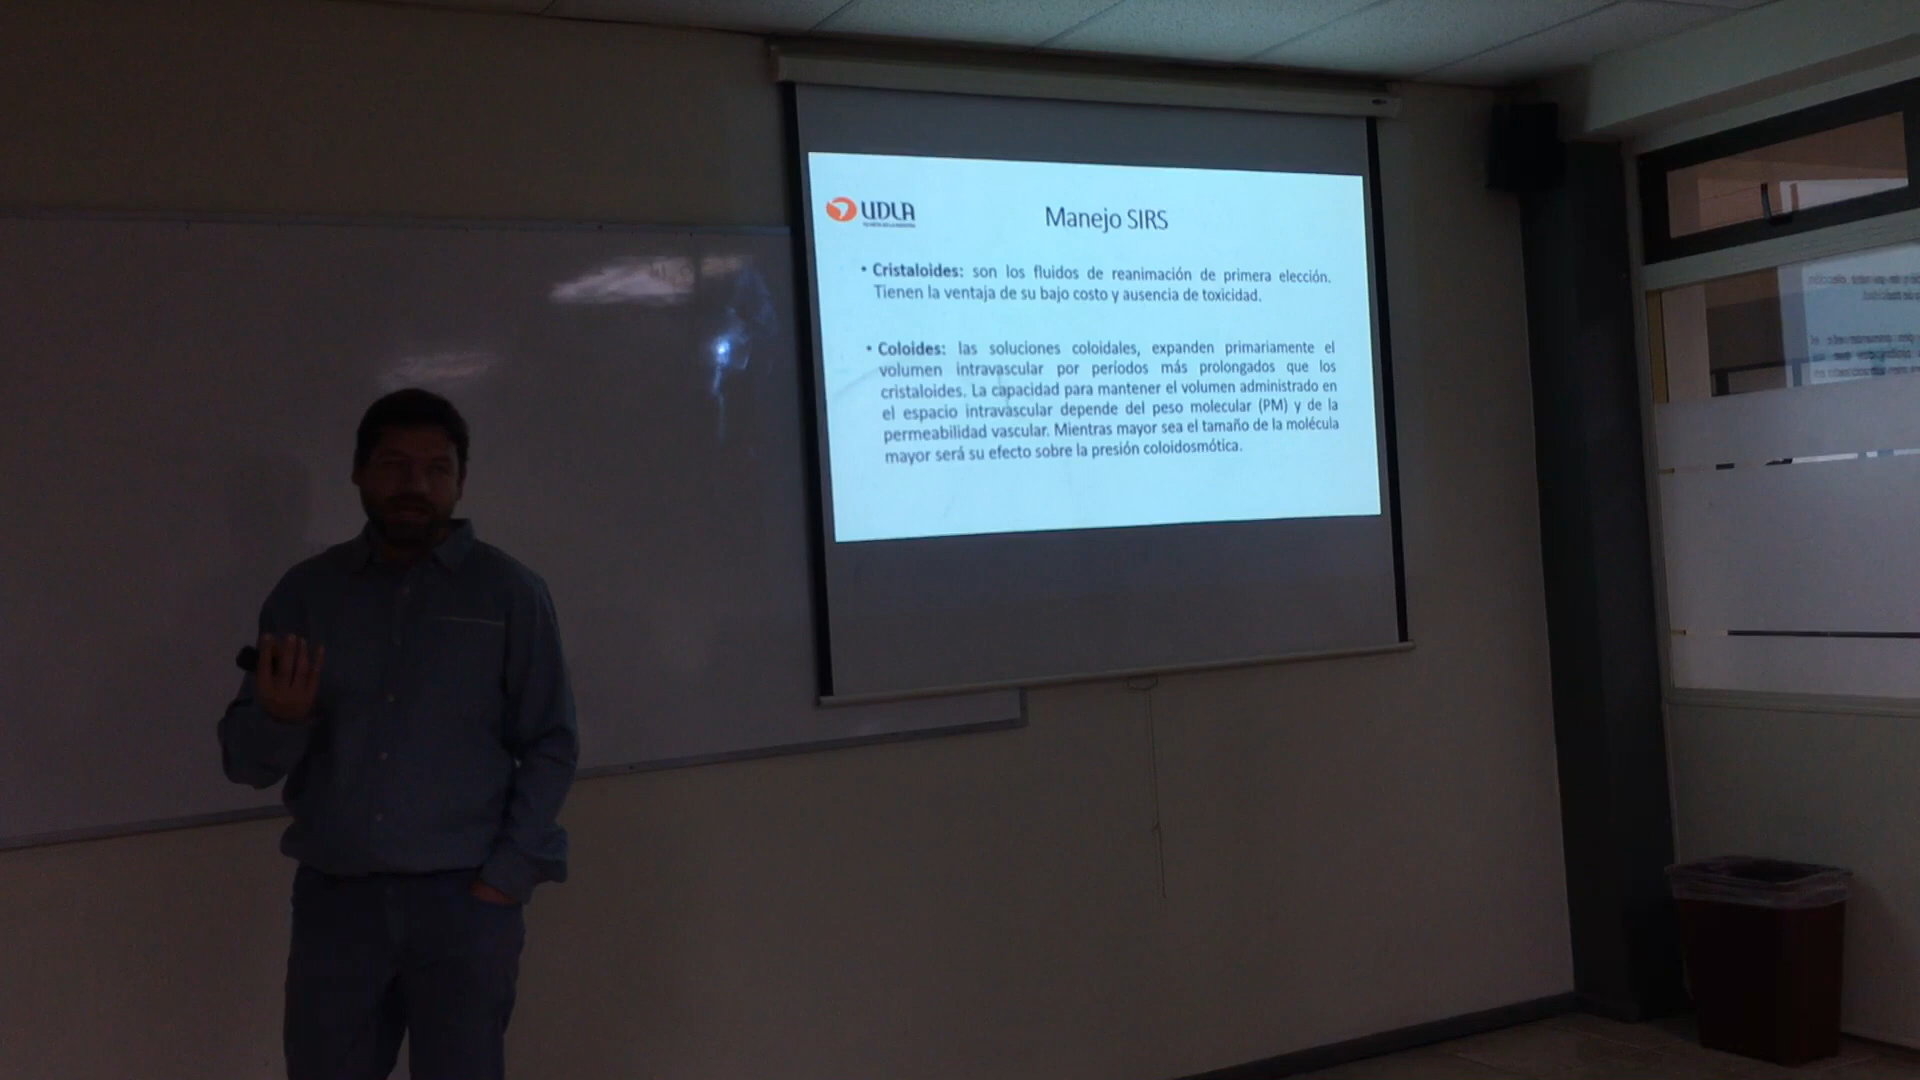 UDLA
Manejo SIRS
• Cristaloides: son los fluidos de reanimación de primera elección.
Tienen la ventaja de su bajo costo y ausencia de toxicidad.
• Coloides: las soluciones coloidales, expanden primariamente el
volumen intravascular por períodos más prolongados que los
cristaloides. La capacidad para mantener el volumen administrado en
el espacio intravascular depende del peso molecular (PM) y de la
permeabilidad vascular. Mientras mayor sea el tamaño de la molécula
mayor será su efecto sobre la presión coloidosmótica.